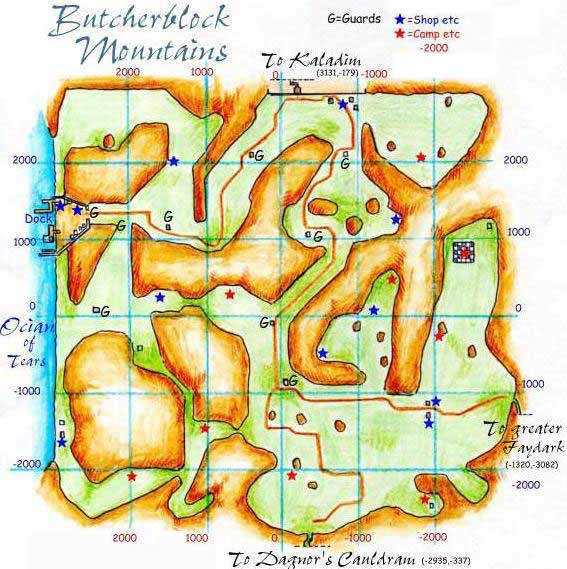 Butcherblock
Mountains
G=Guards
=Shop etc
=Camp etc
-2000
To Kaladim
(3131,-179)
2000
1000
0
-1000
2000
2000
1000
1000
0
0
-1000
1000
-2000
-2000
G
G
G
G
G
G
G
G
G
Dock
Ocian
of
Tears
To greater
Faydark
(-1320,-3082)
2000
1000
0
-1000
-2000
To Dagnor's Cauldram (-2935,-337)